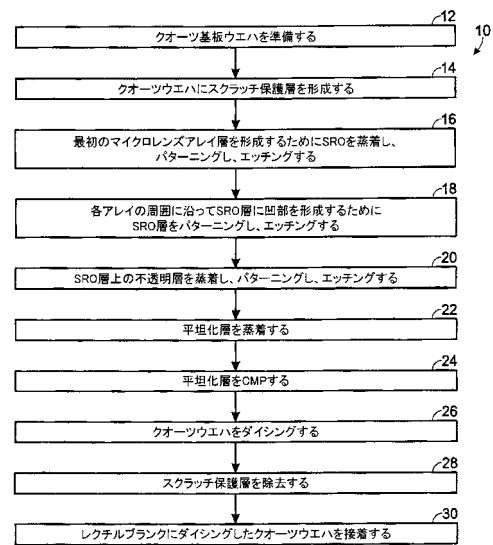 12
10
クオーツ基板ウエハを準備する
14
クオーツウエハにスクラッチ保護層を形成する
16
最初のマイクロレンズアレイ層を形成するためにSROを蒸着し、
パターニングし、エッチングする
18
各アレイの周囲に沿ってSRO層に凹部を形成するために
SRO層をパターニングし、エッチングする
20
SRO層上の不透明層を蒸着し、パターニングし、エッチングする
22
平坦化層を蒸着する
24
平坦化層をCMPする
26
クオーツウエハをダイシングする
28
スクラッチ保護層を除去する
30
レクチルブランクにダイシングしたクオーツウエハを接着する